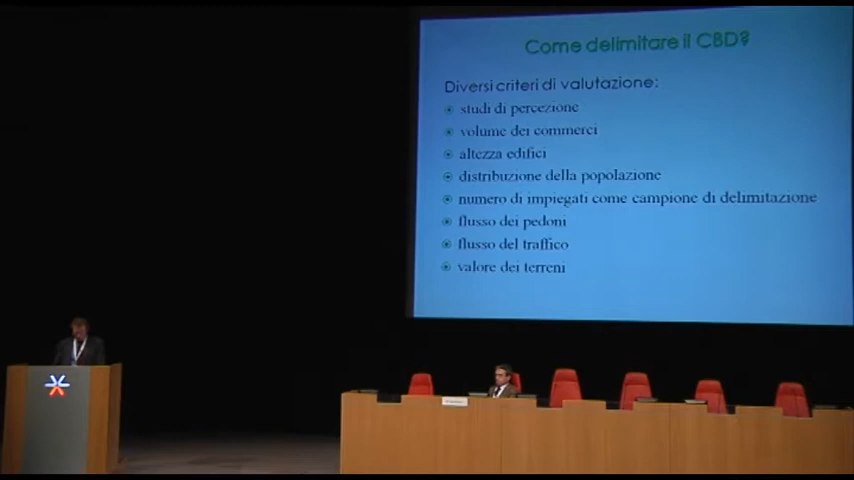 Come delimitare il CBD?
Diversi criteri di valutazione:
studi di percezione
volume dei commerci
altezza edifici
distribuzione della popolazione
numero di impiegati come campione di delimitazione
flusso dei pedoni
flusso del traffico
valore dei terreni